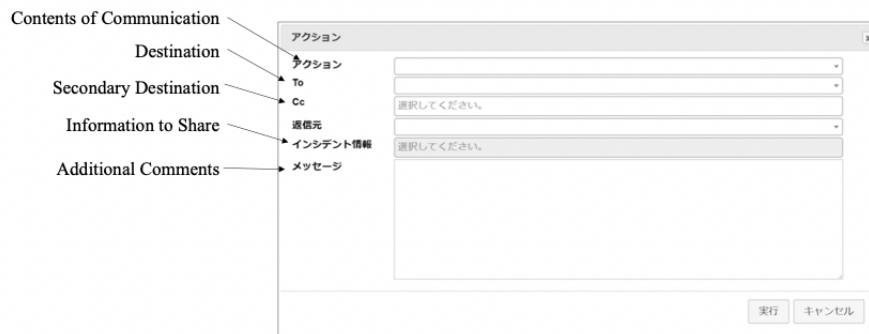 Contents of Communication
Destination
Secondary Destination
Information to Share
Additional Comments
アクション
アクション
To
Cc
選択してください。
返信元
インシデント情報
選択してください。
メッセージ
実行
キャンセル